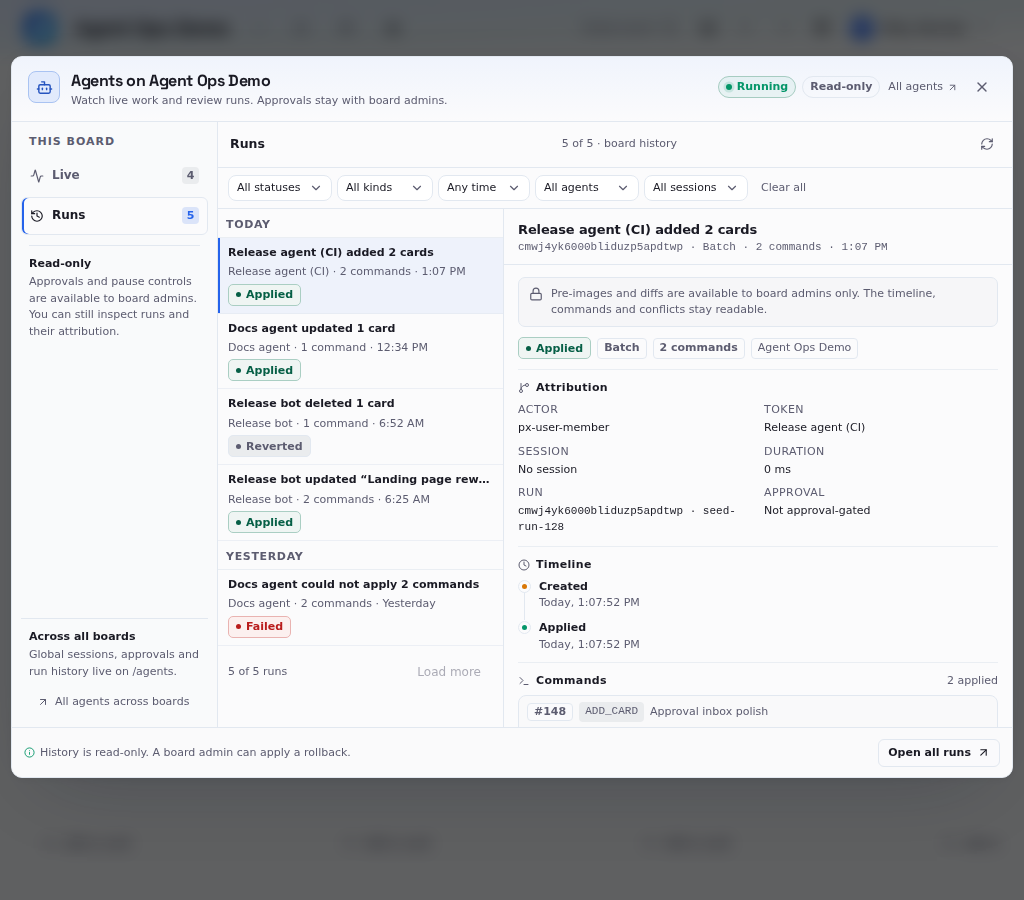 Agents on Agent Ops Demo
Watch live work and review runs. Approvals stay with board admins.
Running
Read-only
All agents
THIS BOARD
Live 4
Runs 5
Read-only
Approvals and pause controls
are available to board admins.
You can still inspect runs and
their attribution.
Across all boards
Global sessions, approvals and
run history live on /agents.
All agents across boards
Runs
5 of 5 · board history
All statuses
All kinds
Any time
All agents
All sessions
Clear all
TODAY
Release agent (CI) added 2 cards
Release agent (CI) · 2 commands · 1:07 PM
Applied
Docs agent updated 1 card
Docs agent · 1 command · 12:34 PM
Applied
Release bot deleted 1 card
Release bot · 1 command · 6:52 AM
Reverted
Release bot updated “Landing page rew…
Release bot · 2 commands · 6:25 AM
Applied
YESTERDAY
Docs agent could not apply 2 commands
Docs agent · 2 commands · Yesterday
Failed
5 of 5 runs
Load more
Release agent (CI) added 2 cards
cmwj4yk6000bliduzp5apdtwp · Batch · 2 commands · 1:07 PM
Pre-images and diffs are available to board admins only. The timeline,
commands and conflicts stay readable.
Applied
Batch
2 commands
Agent Ops Demo
Attribution
ACTOR
px-user-member
TOKEN
Release agent (CI)
SESSION
No session
DURATION
0 ms
RUN
cmwj4yk6000bliduzp5apdtwp · seed-
run-128
APPROVAL
Not approval-gated
Timeline
Created
Today, 1:07:52 PM
Applied
Today, 1:07:52 PM
Commands
2 applied
#148 ADD_CARD Approval inbox polish
History is read-only. A board admin can apply a rollback.
Open all runs